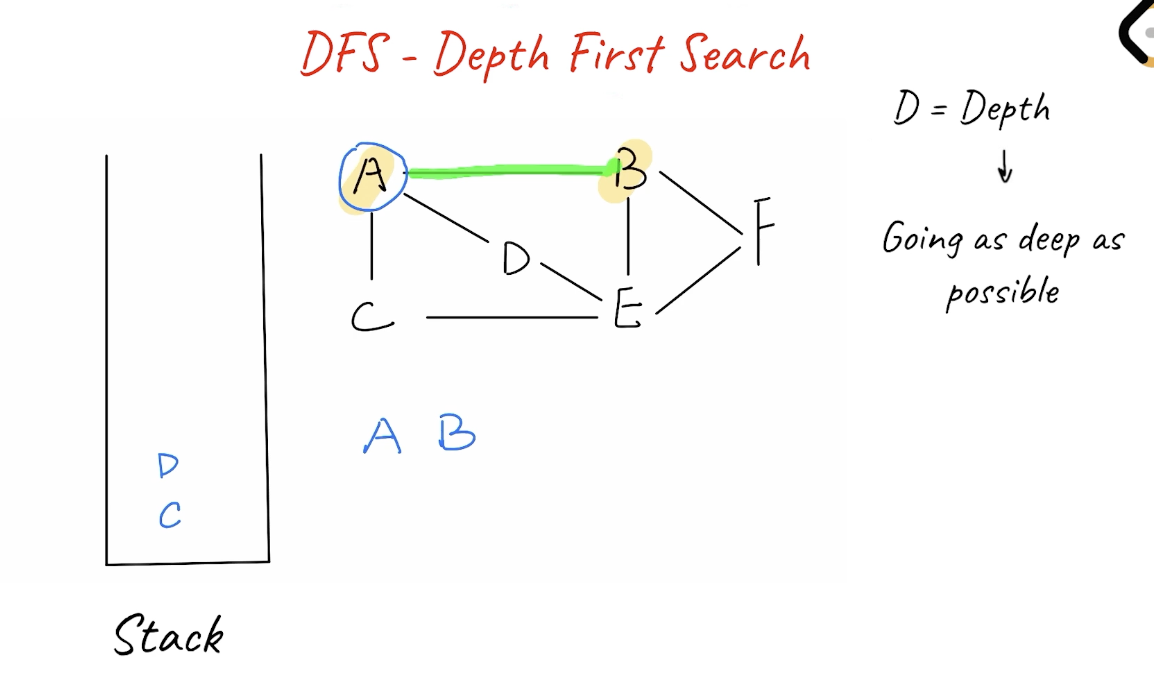 DFS - Depth First Search
D = Depth
Going as deep as
possible
A B
F
D
C E
A B
D
C
Stack